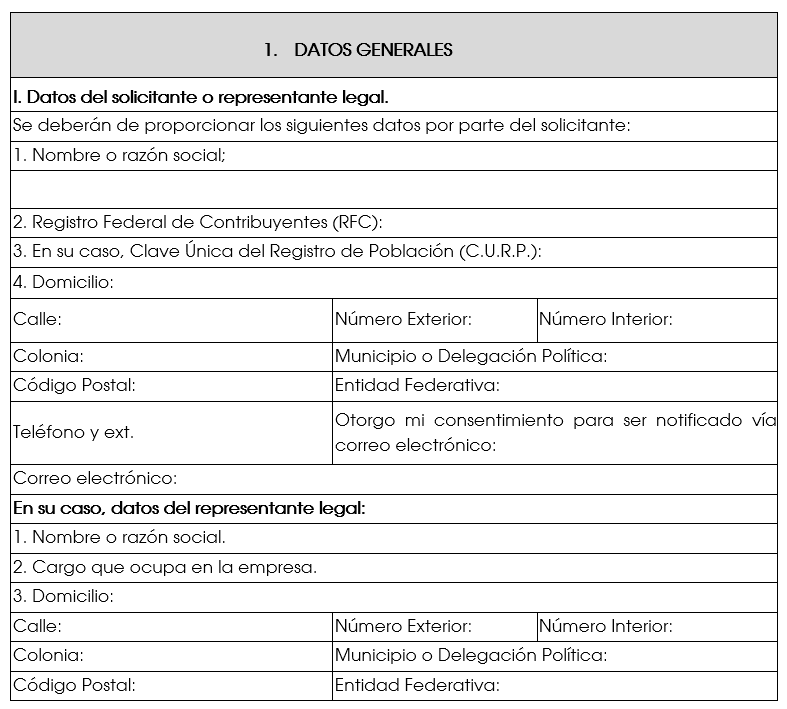 1. DATOS GENERALES
I. Datos del solicitante o representante legal.
Se deberán de proporcionar los siguientes datos por parte del solicitante:
1. Nombre o razón social;
2. Registro Federal de Contribuyentes (RFC):
3. En su caso, Clave Única del Registro de Población (C.U.R.P.):
4. Domicilio:
Calle: Número Exterior: Número Interior:
Colonia: Municipio o Delegación Política:
Código Postal: Entidad Federativa:
Teléfono y ext.
Otorgo mi consentimiento para ser notificado vía
correo electrónico:
Correo electrónico:
En su caso, datos del representante legal:
1. Nombre o razón social.
2. Cargo que ocupa en la empresa.
3. Domicilio:
Calle: Número Exterior: Número Interior:
Colonia: Municipio o Delegación Política:
Código Postal: Entidad Federativa: